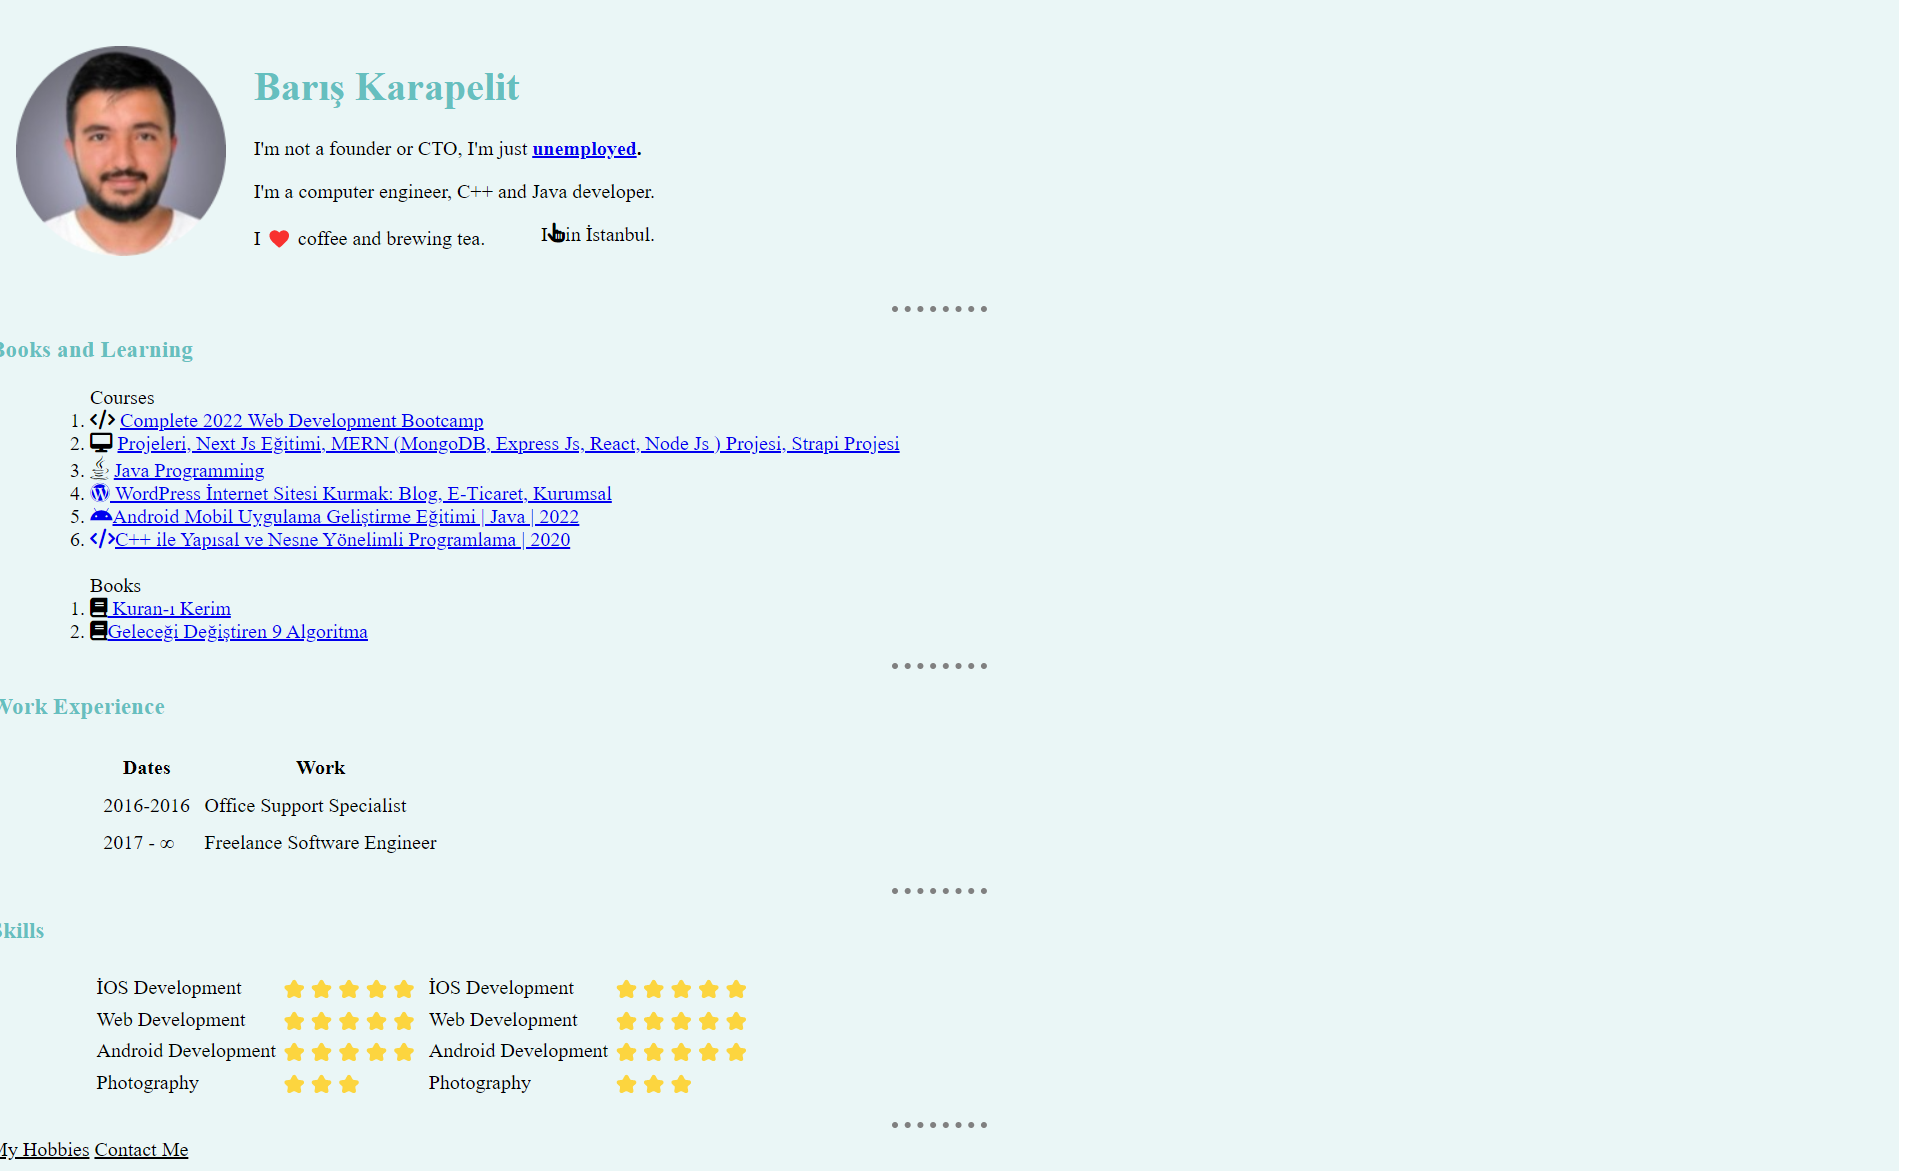 Barış Karapelit
I'm not a founder or CTO, I'm just unemployed.
I'm a computer engineer, C++ and Java developer.
I coffee and brewing tea.
I in İstanbul.
Books and Learning
Courses
1. Complete 2022 Web Development Bootcamp
2. Projeleri, Next Js Eğitimi, MERN (MongoDB, Express Js, React, Node Js ) Projesi, Strapi Projesi
3. Java Programming
4. WordPress İnternet Sitesi Kurmak: Blog, E-Ticaret, Kurumsal
5. Android Mobil Uygulama Geliştirme Eğitimi | Java | 2022
6. C++ ile Yapısal ve Nesne Yönelimli Programlama | 2020
Books
1. Kuran-ı Kerim
2. Geleceği Değiştiren 9 Algoritma
Work Experience
Dates Work
2016-2016 Office Support Specialist
2017 - ∞ Freelance Software Engineer
Skills
İOS Development İOS Development
Web Development Web Development
Android Development Android Development
Photography Photography
My Hobbies Contact Me